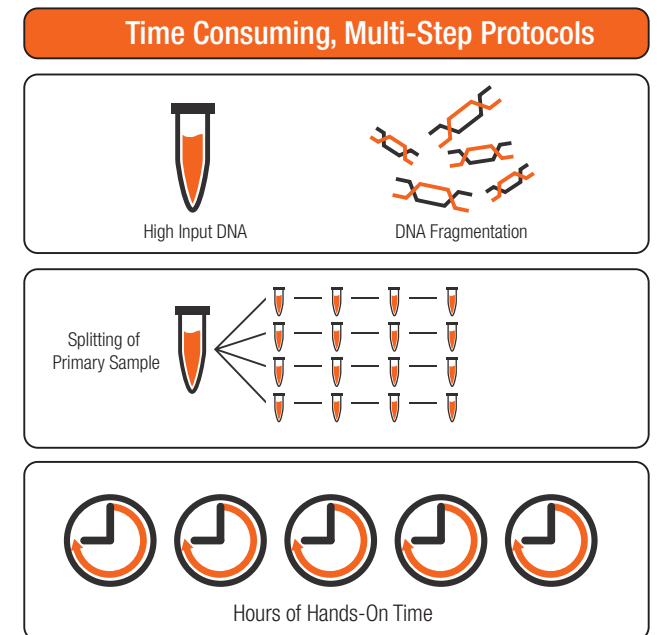 Time Consuming, Multi-Step Protocols
High Input DNA
DNA Fragmentation
Splitting of
Primary Sample
Hours of Hands-On Time